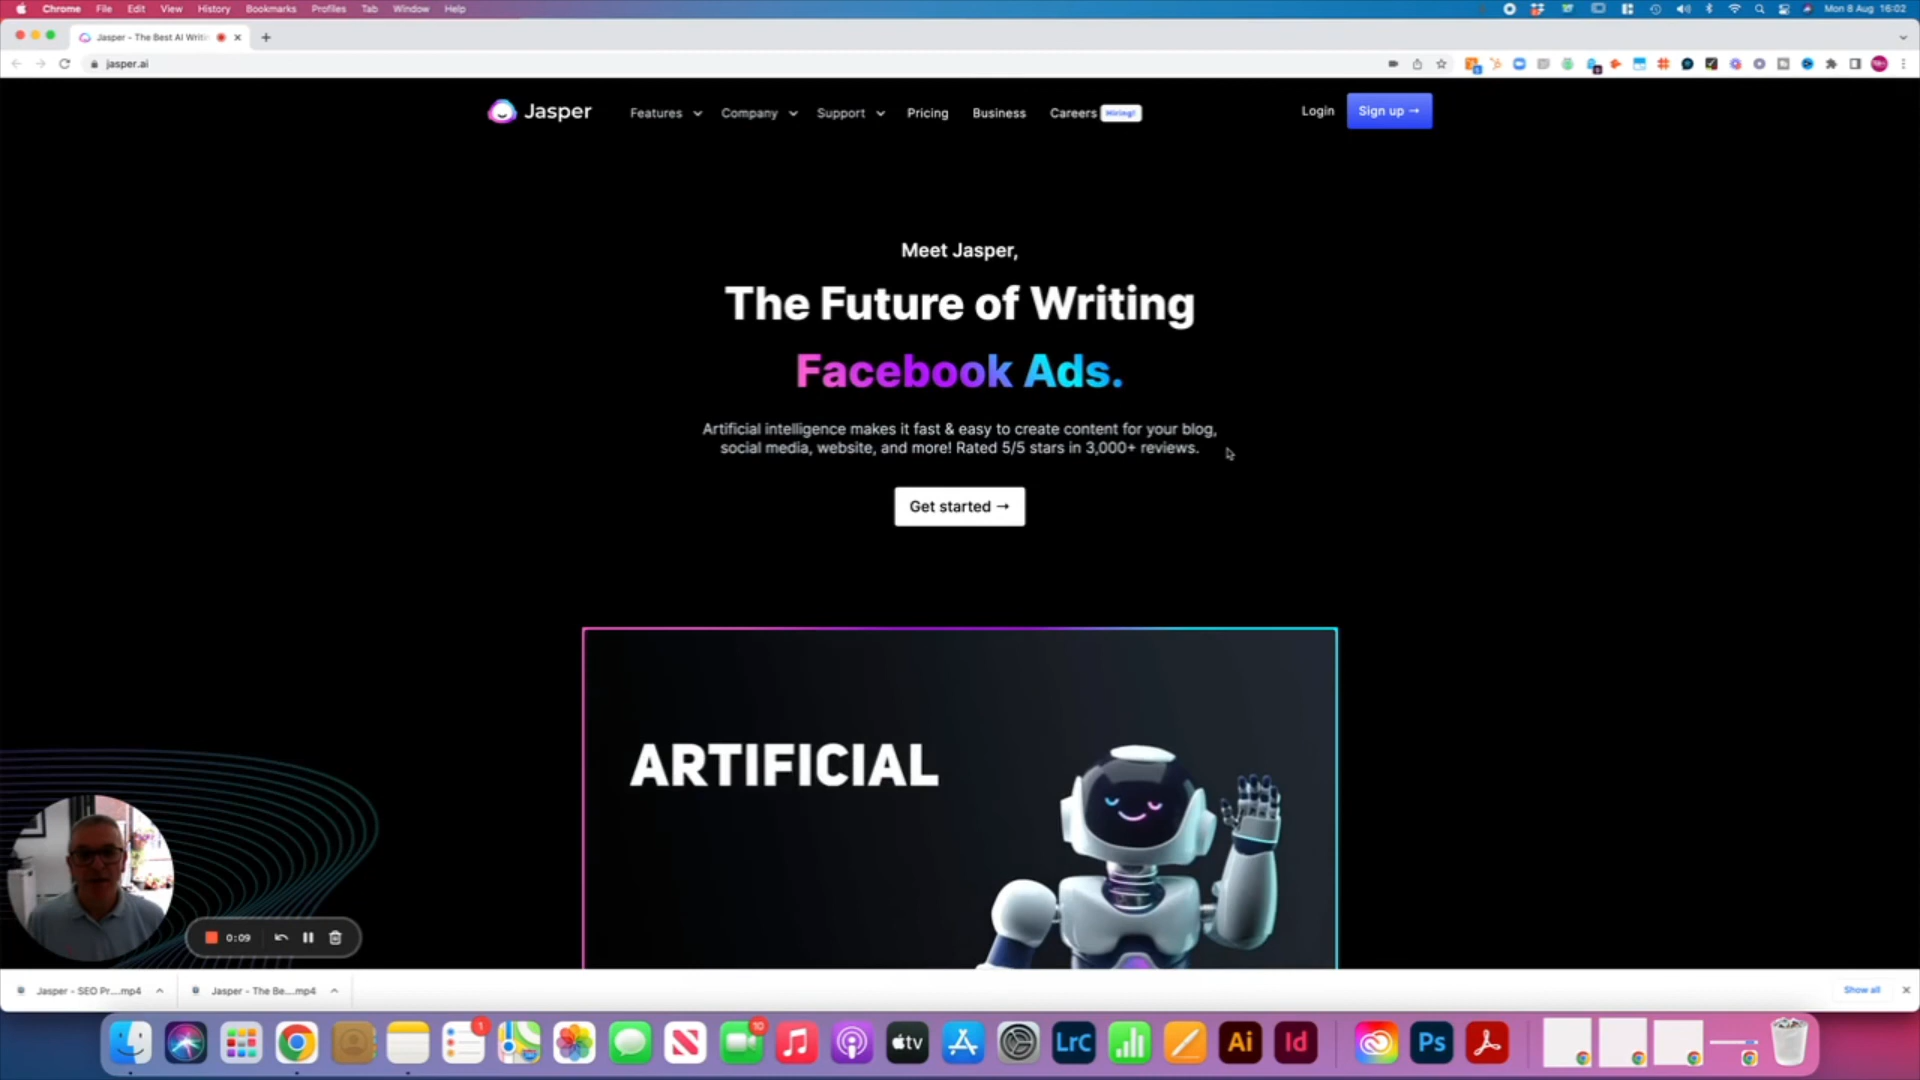 Chrome File Edit View History Bookmarks Profiles Tab Window Help
Mon 8 Aug 16:02
Jasper - The Best AI Writi
jasper.ai
Jasper
Features Company Support Pricing Business Careers Hiring!
Login Sign up →
Meet Jasper,
The Future of Writing
Facebook Ads.
Artificial intelligence makes it fast & easy to create content for your blog,
social media, website, and more! Rated 5/5 stars in 3,000+ reviews.
Get started →
ARTIFICIAL
0:09
Jasper - SEO Pr....mp4
Jasper - The Be....mp4
Show all
1
10
tv
LrC
Ai
Id
Ps